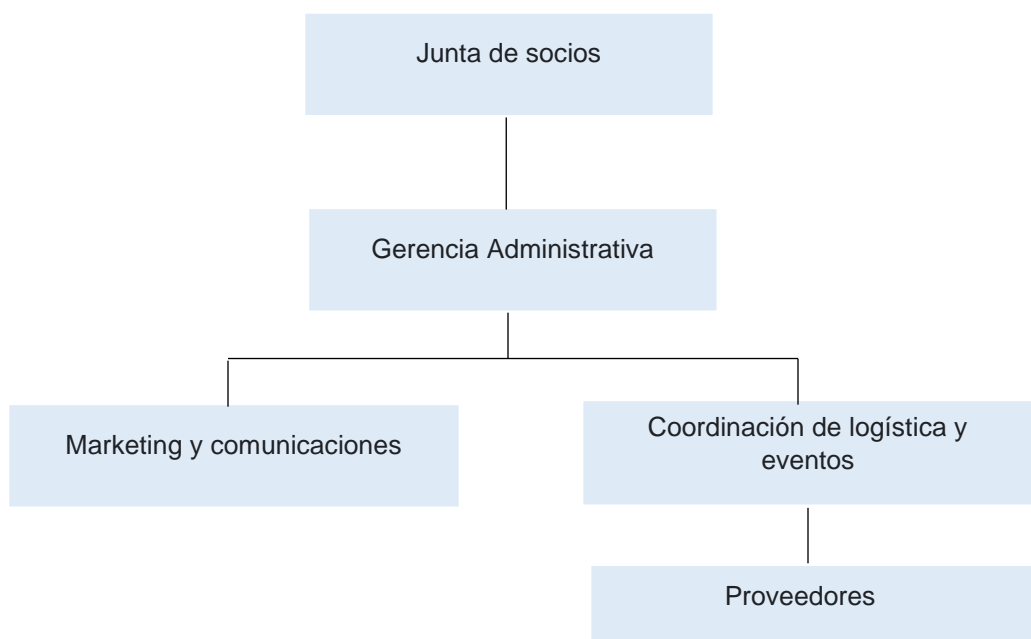 Junta de socios
Gerencia Administrativa
Marketing y comunicaciones
Coordinación de logística y
eventos
Proveedores